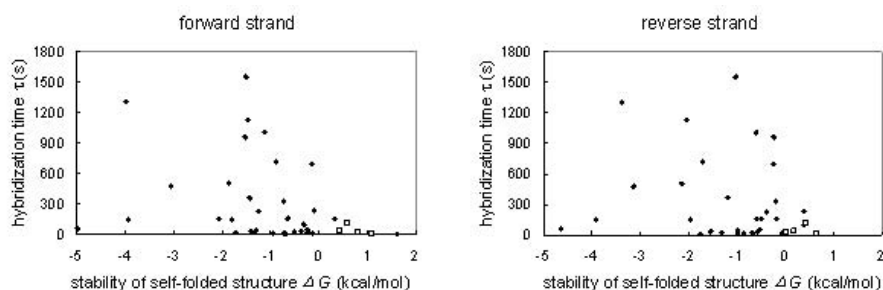 forward strand
hybridization time τ(s)
1800
1500
1200
900
600
300
0
-5 -4 -3 -2 -1 0 1 2
stability of self-folded structure ΔG (kcal/mol)
reverse strand
hybridization time τ(s)
1800
1500
1200
900
600
300
0
-5 -4 -3 -2 -1 0 1 2
stability of self-folded structure ΔG (kcal/mol)